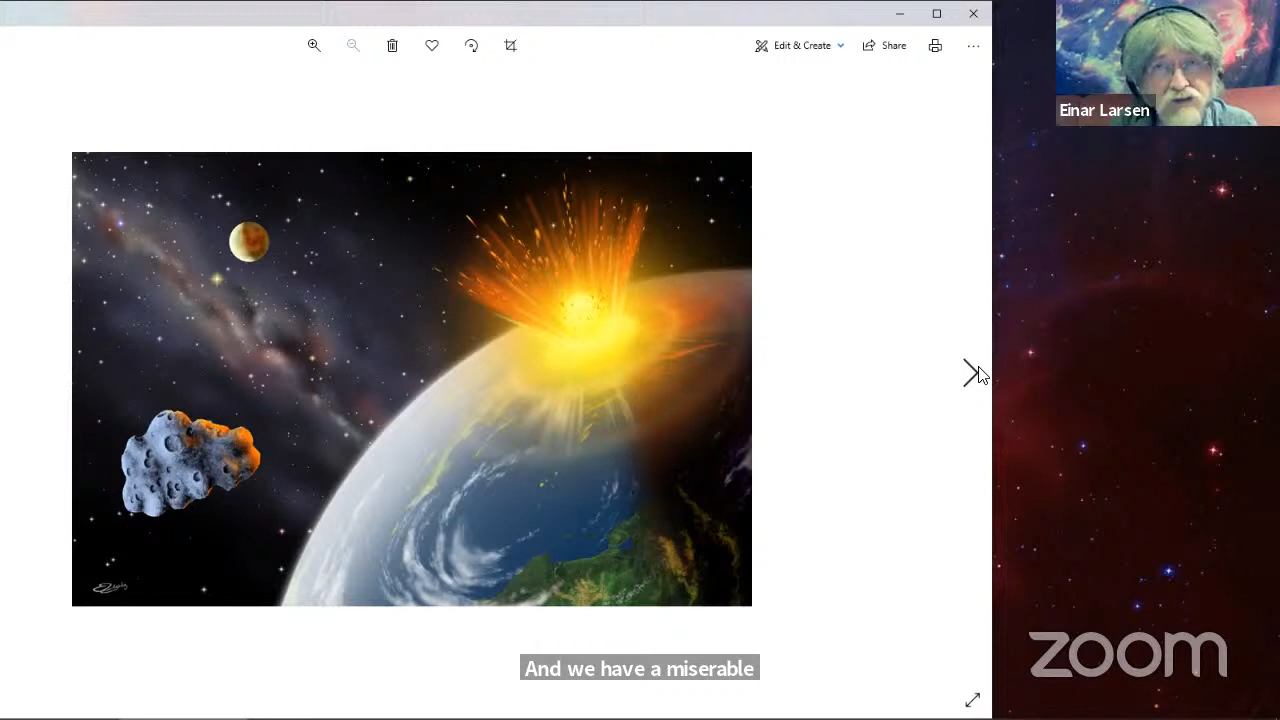 Edit & Create
Share
Einar Larsen
And we have a miserable
zoom